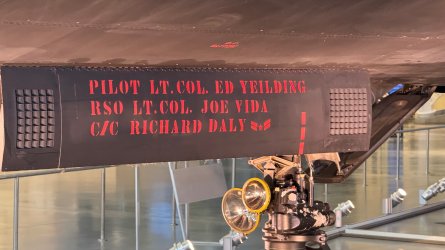 PILOT LT.COL. ED YEILDING
RSO LT.COL. JOE VIDA
C/C RICHARD DALY